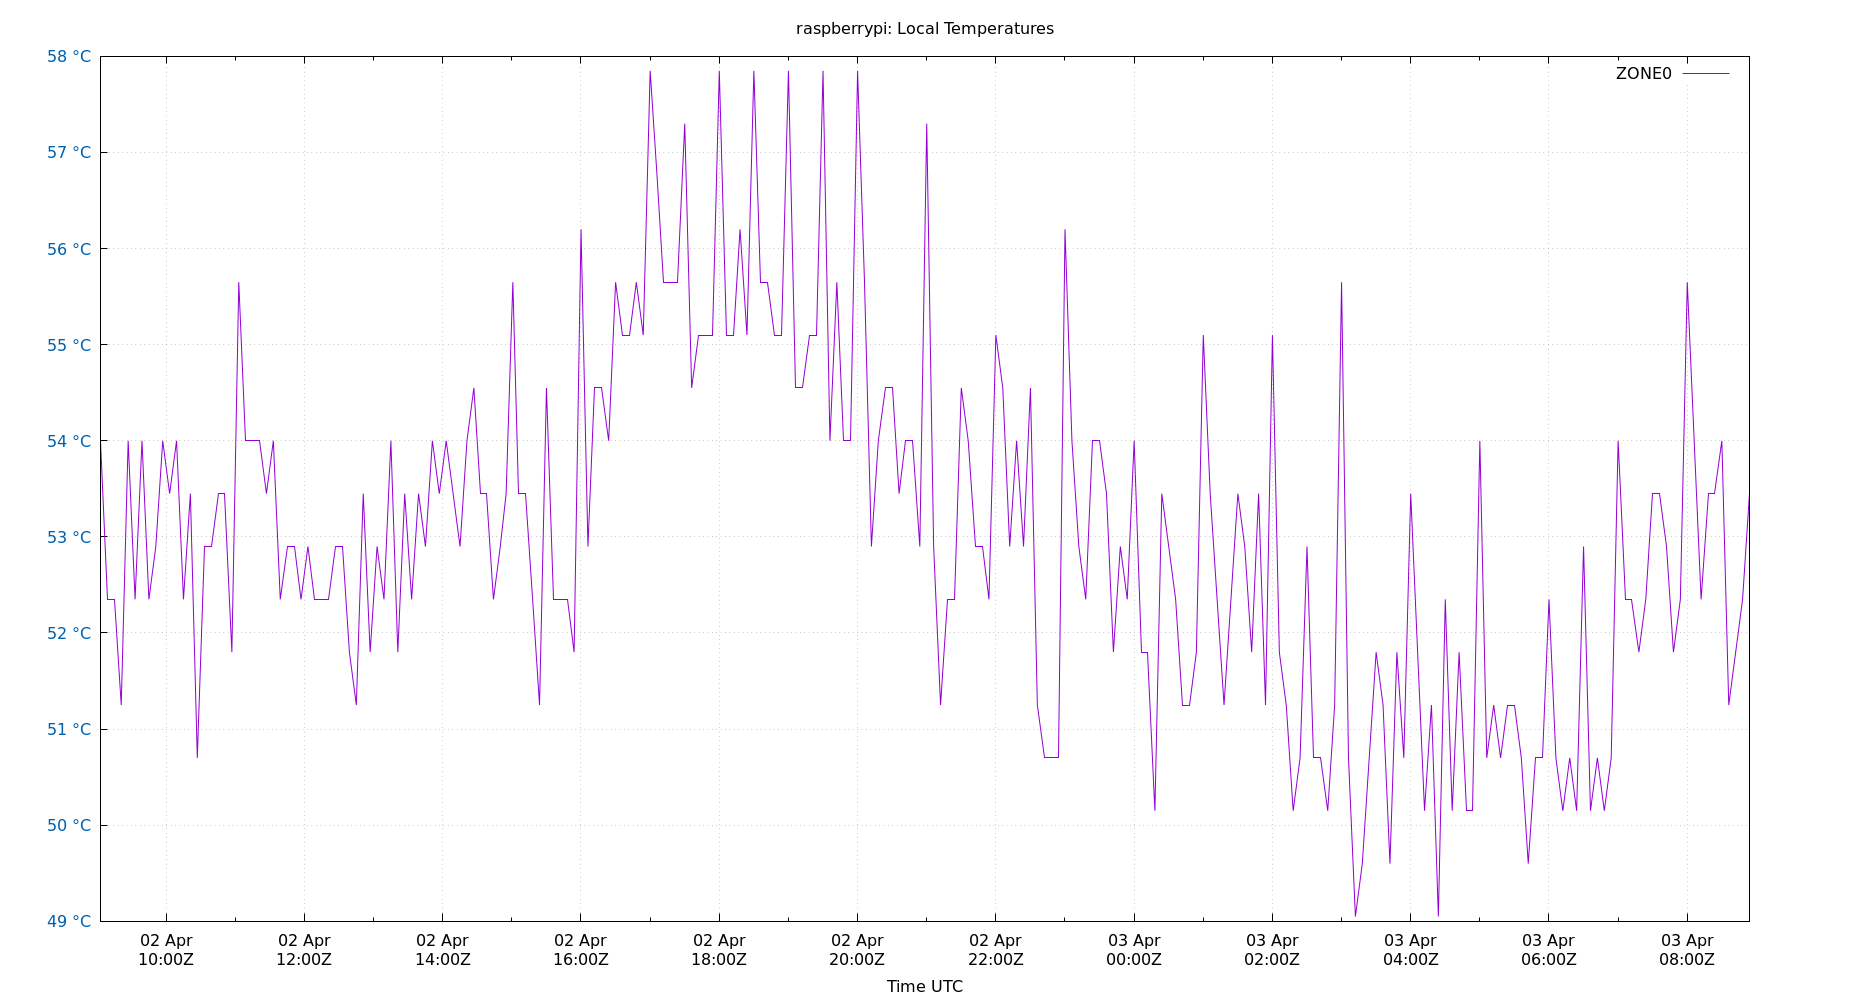 raspberrypi: Local Temperatures
58 °C
ZONE0
57 °C
56 °C
55 °C
54 °C
53 °C
52 °C
51 °C
50 °C
49 °C
02 Apr 02 Apr 02 Apr 02 Apr 02 Apr 02 Apr 02 Apr 03 Apr 03 Apr 03 Apr 03 Apr 03 Apr
10:00Z 12:00Z 14:00Z 16:00Z 18:00Z 20:00Z 22:00Z 00:00Z 02:00Z 04:00Z 06:00Z 08:00Z
Time UTC